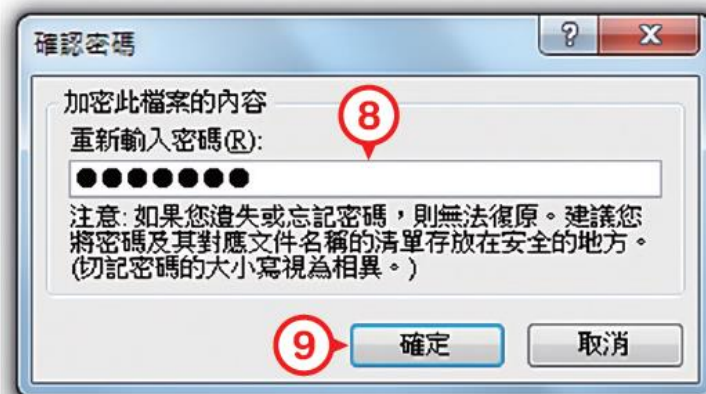 確認密碼
加密此檔案的內容
8
重新輸入密碼(R):
●●●●●●●
注意: 如果您遺失或忘記密碼，則無法復原。建議您
將密碼及其對應文件名稱的清單存放在安全的地方。
(切記密碼的大小寫視為相異。)
9
確定
取消